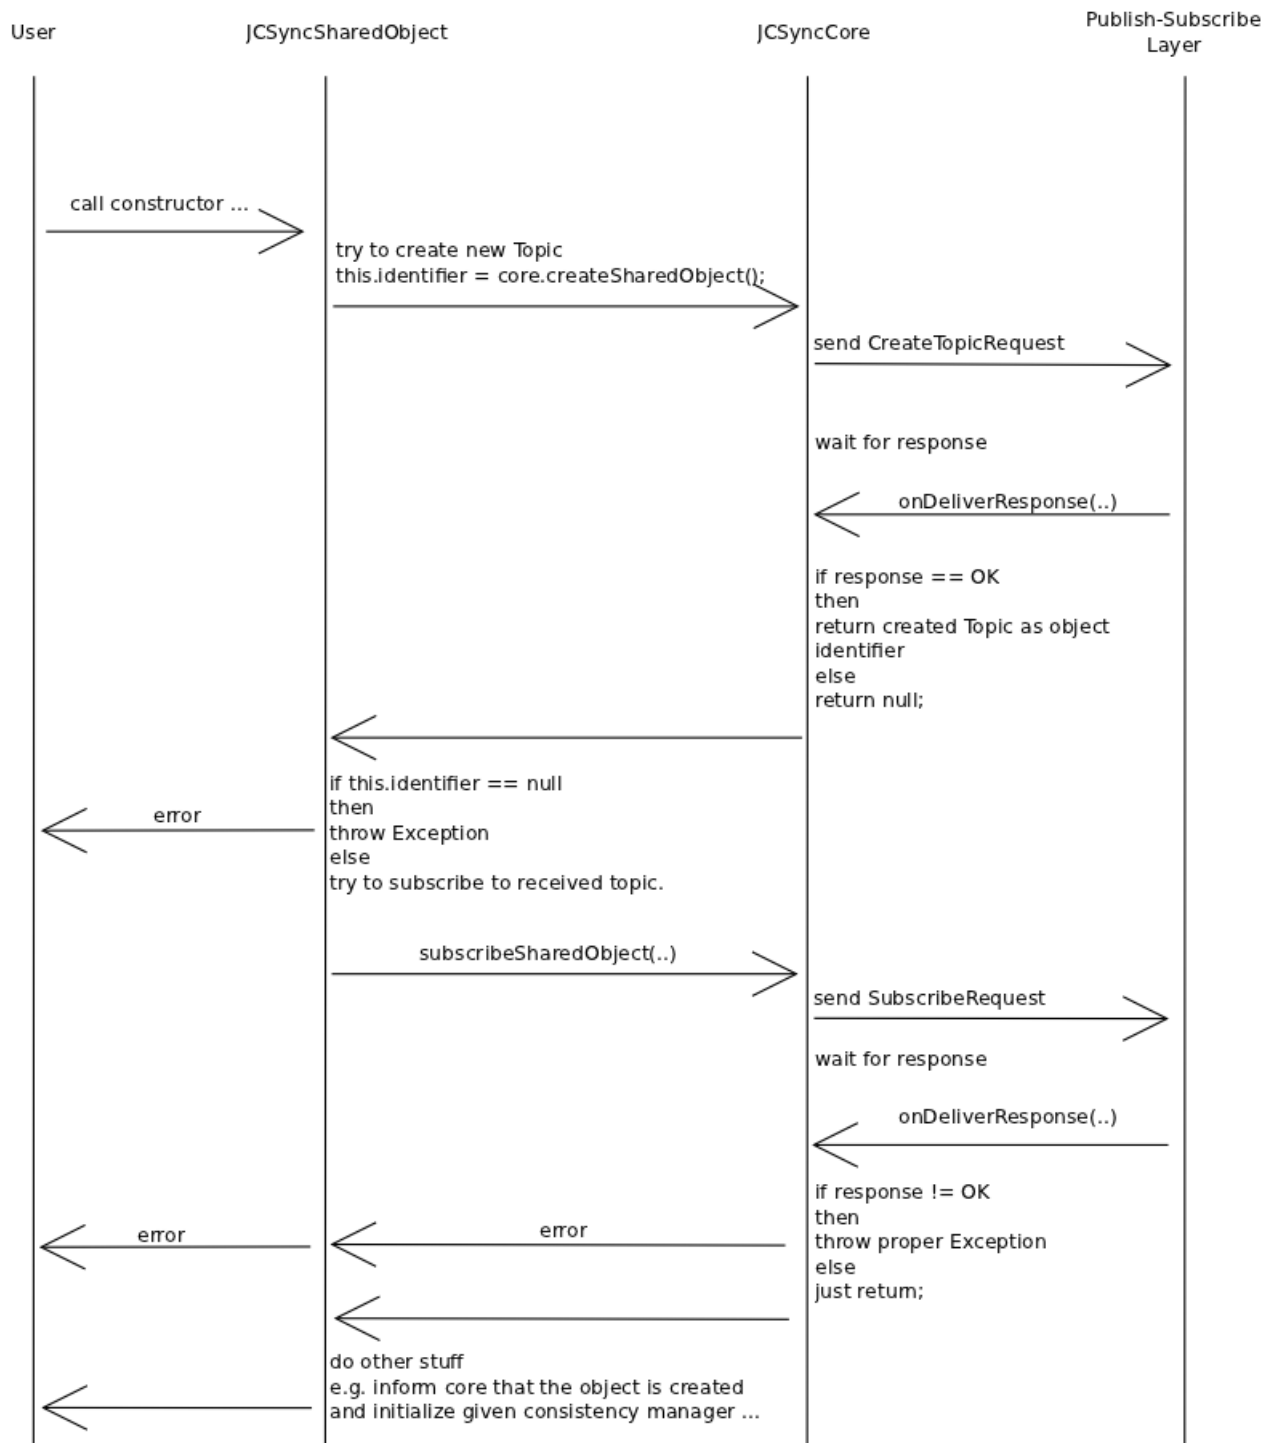 User
JCSyncSharedObject
JCSyncCore
Publish-Subscribe
Layer
call constructor ...
try to create new Topic
this.identifier = core.createSharedObject();
send CreateTopicRequest
wait for response
onDeliverResponse(..)
if response == OK
then
return created Topic as object
identifier
else
return null;
if this.identifier == null
then
throw Exception
else
try to subscribe to received topic.
error
subscribeSharedObject(..)
send SubscribeRequest
wait for response
onDeliverResponse(..)
if response != OK
then
throw proper Exception
else
just return;
error
error
do other stuff
e.g. inform core that the object is created
and initialize given consistency manager ...